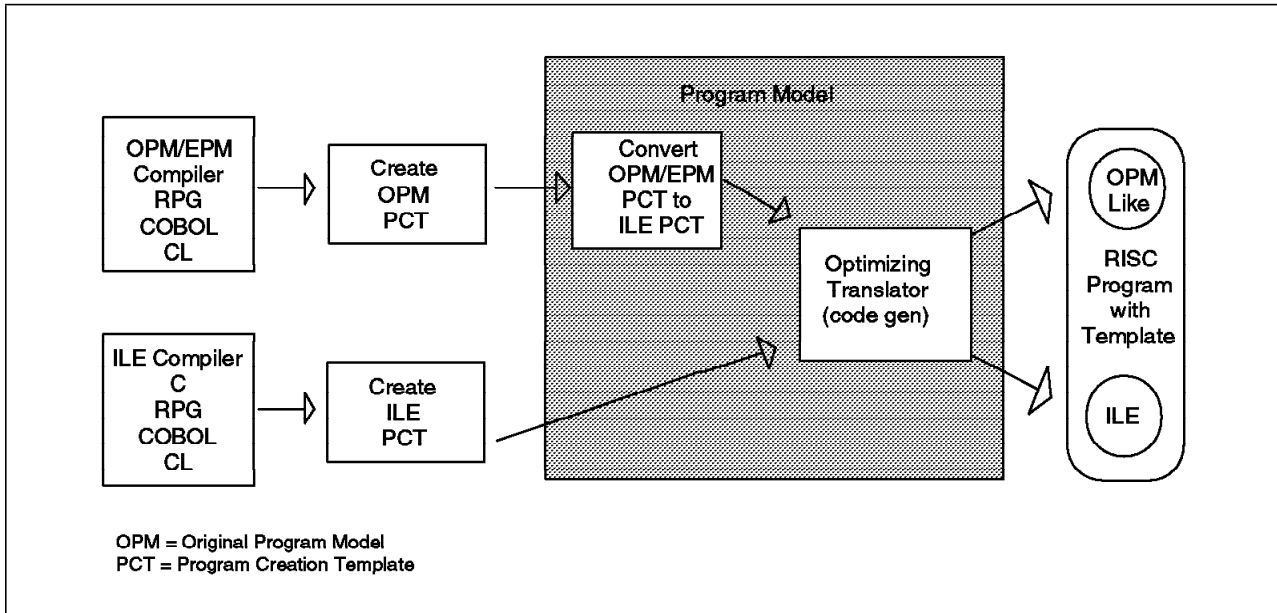 Program Model
OPM/EPM
Compiler
RPG
COBOL
CL
Create
OPM
PCT
Convert
OPM/EPM
PCT to
ILE PCT
Optimizing
Translator
(code gen)
OPM
Like
RISC
Program
with
Template
ILE
ILE Compiler
C
RPG
COBOL
CL
Create
ILE
PCT
OPM = Original Program Model
PCT = Program Creation Template